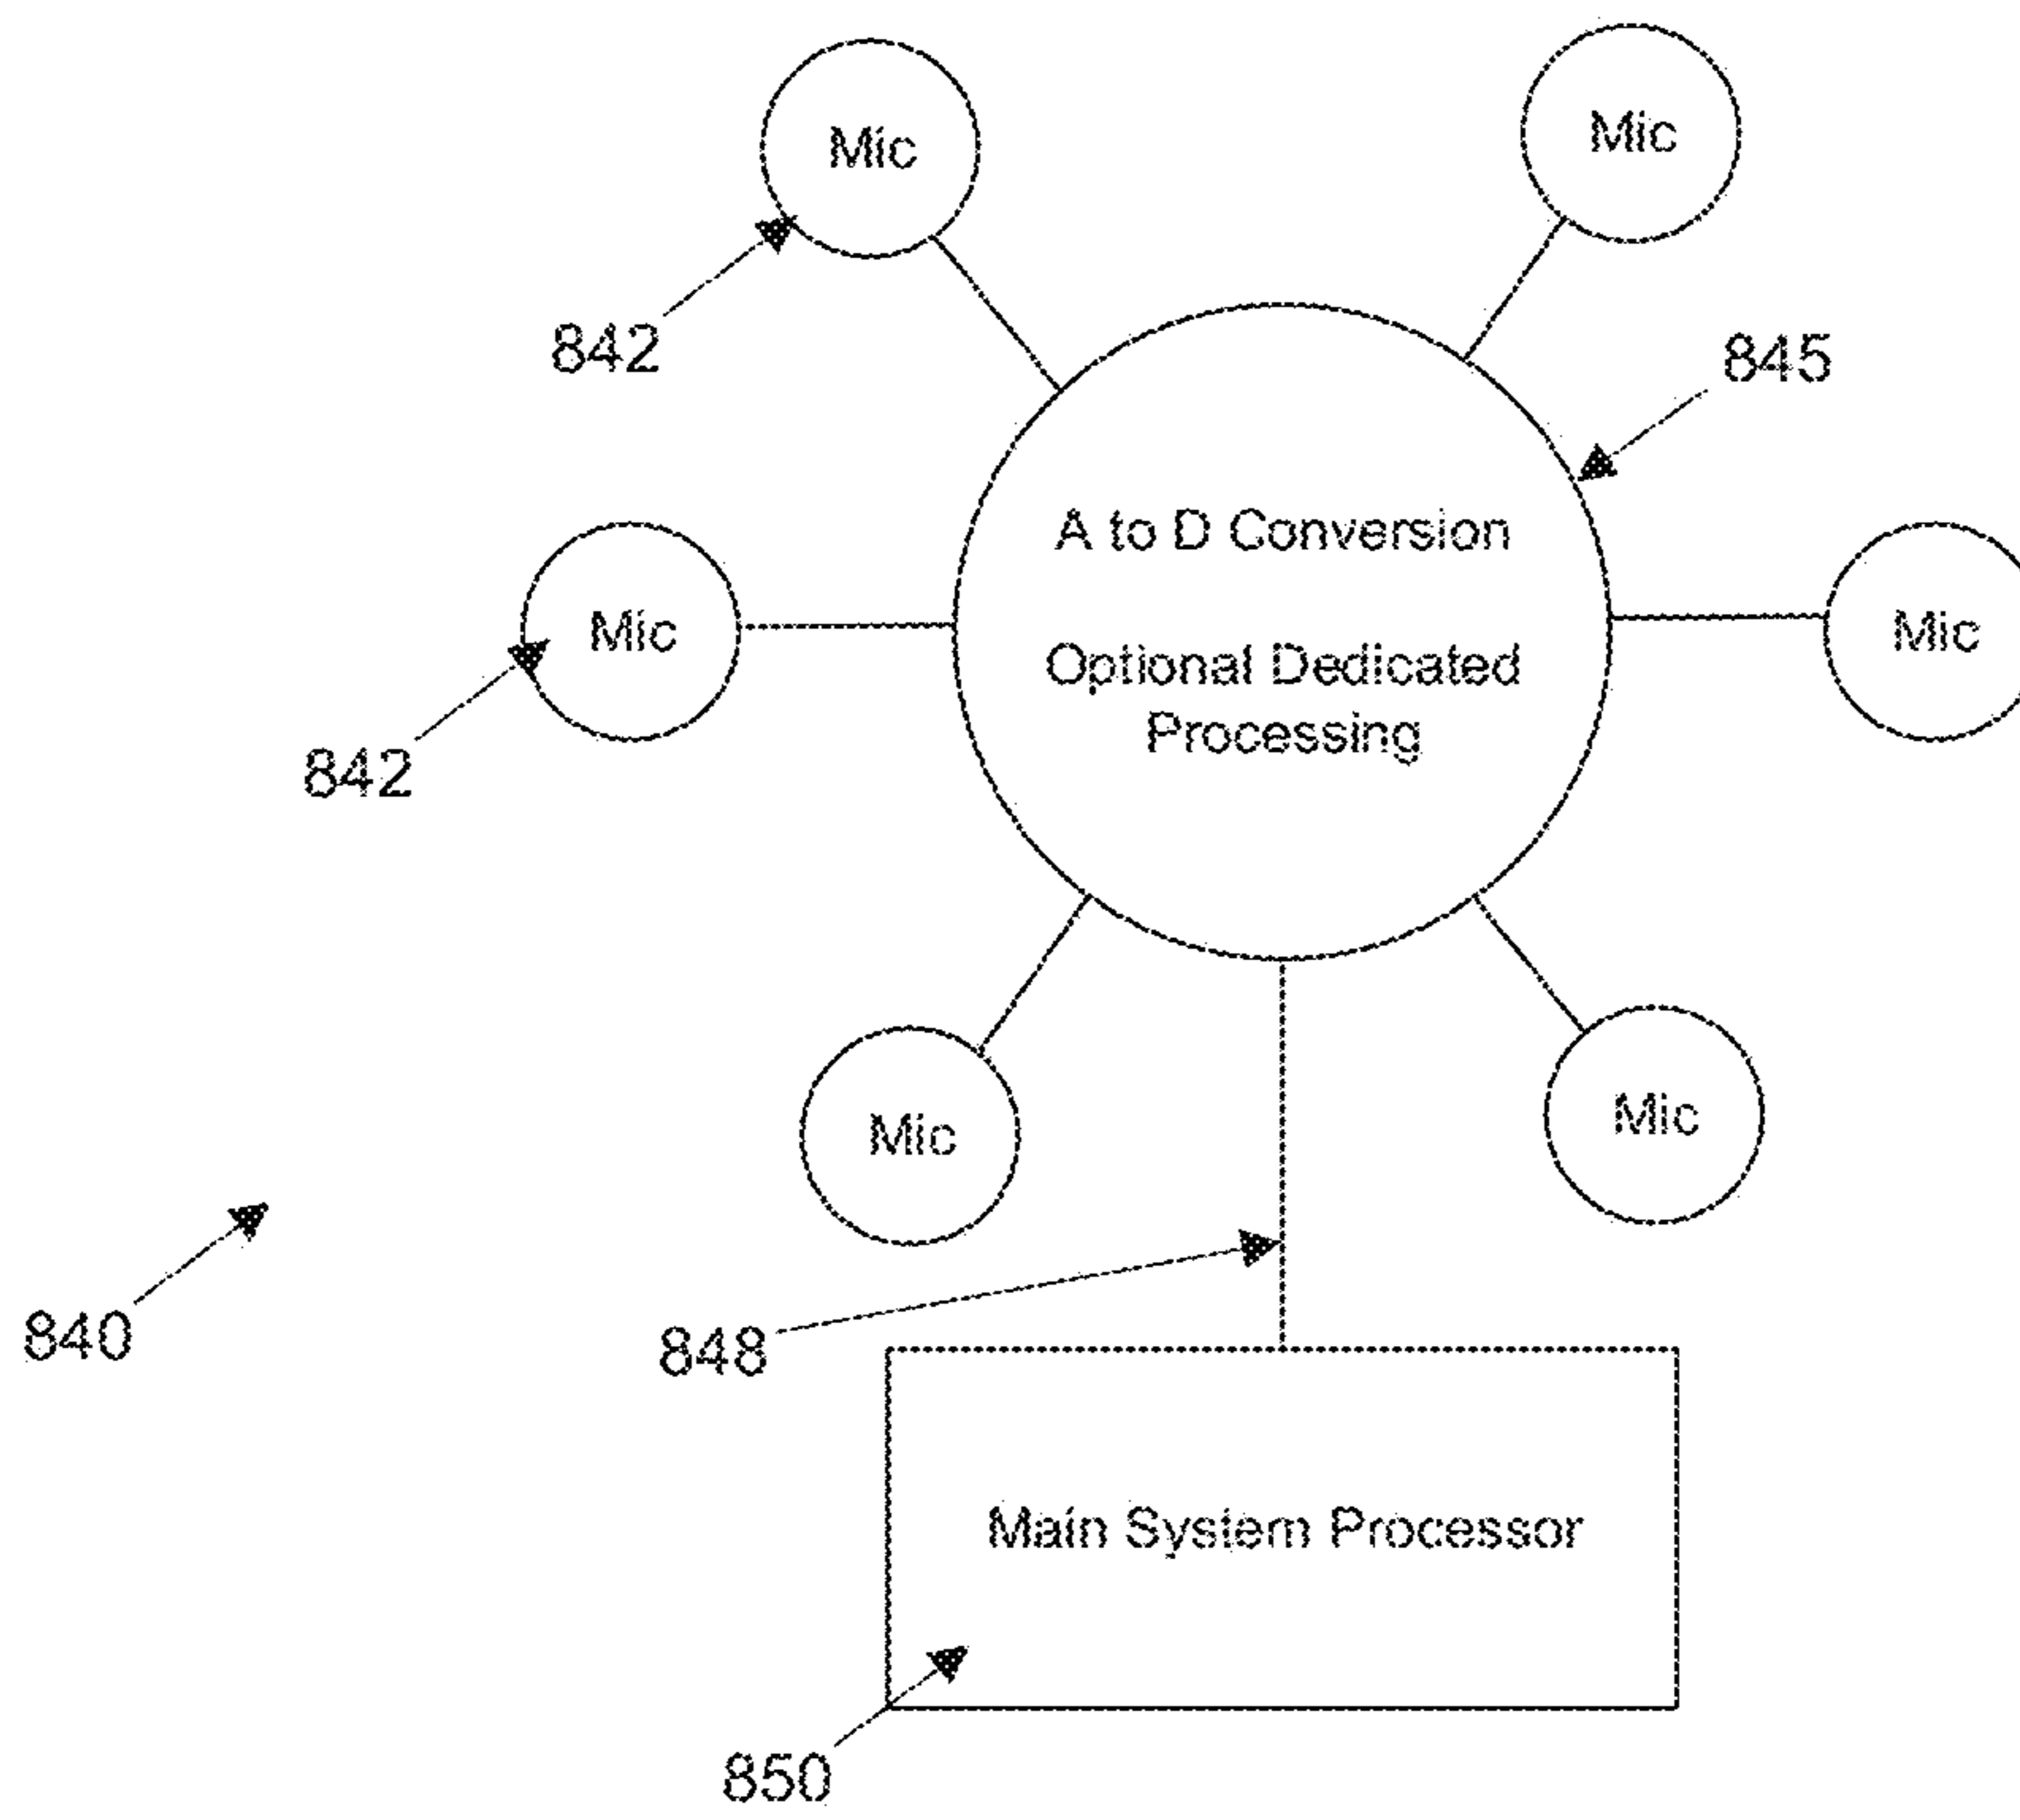 Mic
Mic
842
845
A to D Conversion
Mic
Mic
Optional Dedicated
Processing
842
Mic
Mic
840
848
Main System Processor
850